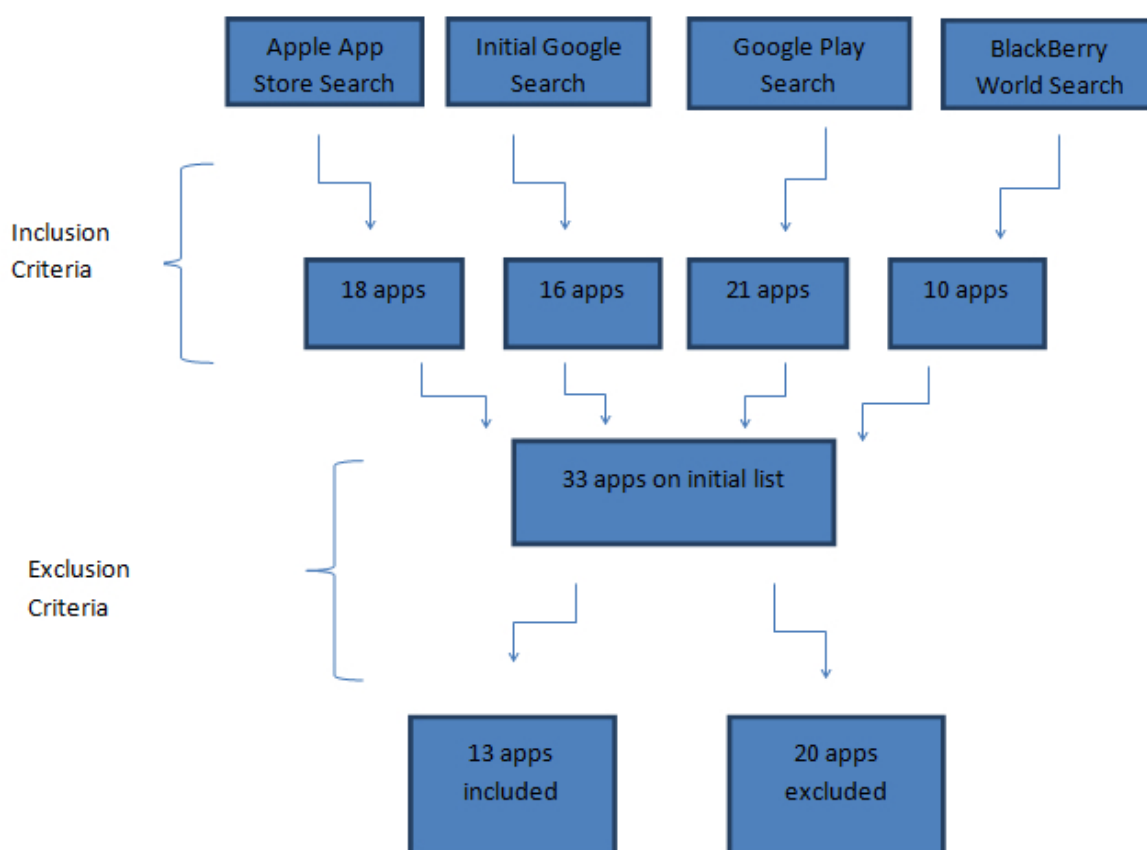 Apple App
Store Search
Initial Google
Search
Google Play
Search
BlackBerry
World Search
Inclusion
Criteria
18 apps
16 apps
21 apps
10 apps
33 apps on initial list
Exclusion
Criteria
13 apps
included
20 apps
excluded